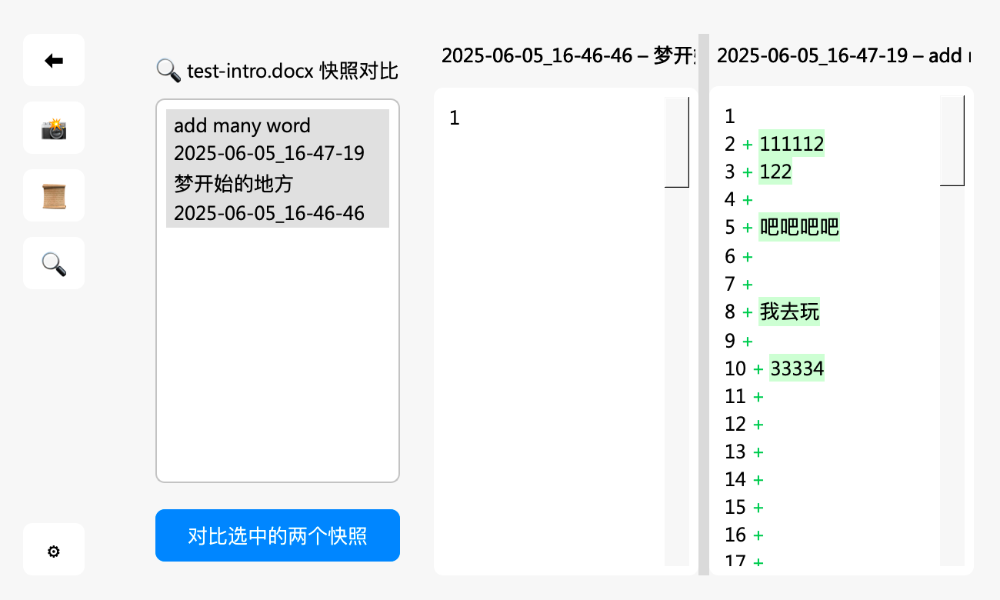 🔍 test-intro.docx 快照对比
add many word
2025-06-05_16-47-19
梦开始的地方
2025-06-05_16-46-46
对比选中的两个快照
2025-06-05_16-46-46 – 梦开
1
2025-06-05_16-47-19 – add
1
2 + 111112
3 + 122
4 +
5 + 吧吧吧吧
6 +
7 +
8 + 我去玩
9 +
10 + 33334
11 +
12 +
13 +
14 +
15 +
16 +
17 +